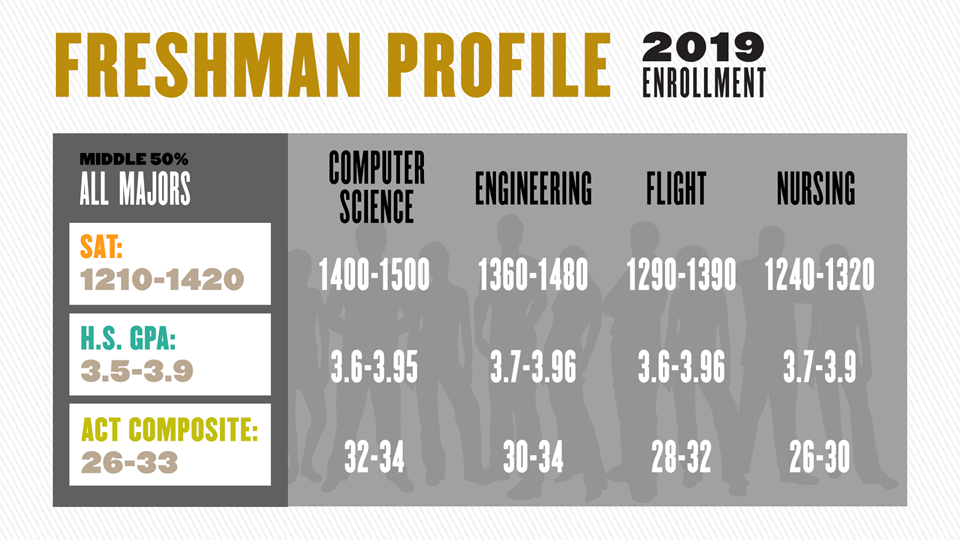 FRESHMAN PROFILE
2019
ENROLLMENT
MIDDLE 50%
ALL MAJORS
COMPUTER
SCIENCE
ENGINEERING
FLIGHT
NURSING
SAT:
1210-1420
1400-1500
1360-1480
1290-1390
1240-1320
H.S. GPA:
3.5-3.9
3.6-3.95
3.7-3.96
3.6-3.96
3.7-3.9
ACT COMPOSITE:
26-33
32-34
30-34
28-32
26-30